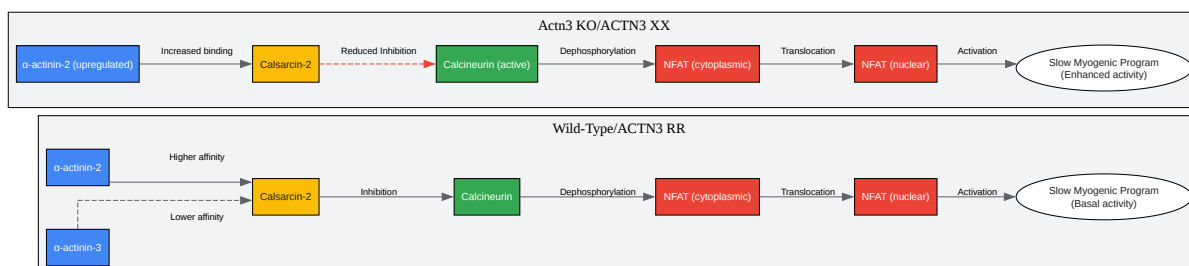 Actn3 KO/ACTN3 XX
α-actinin-2 (upregulated)
Increased binding
Calsarcin-2
Reduced Inhibition
Calcineurin (active)
Dephosphorylation
NFAT (cytoplasmic)
Translocation
NFAT (nuclear)
Activation
Slow Myogenic Program
(Enhanced activity)
Wild-Type/ACTN3 RR
α-actinin-2
Higher affinity
α-actinin-3
Lower affinity
Calsarcin-2
Inhibition
Calcineurin
Dephosphorylation
NFAT (cytoplasmic)
Translocation
NFAT (nuclear)
Activation
Slow Myogenic Program
(Basal activity)